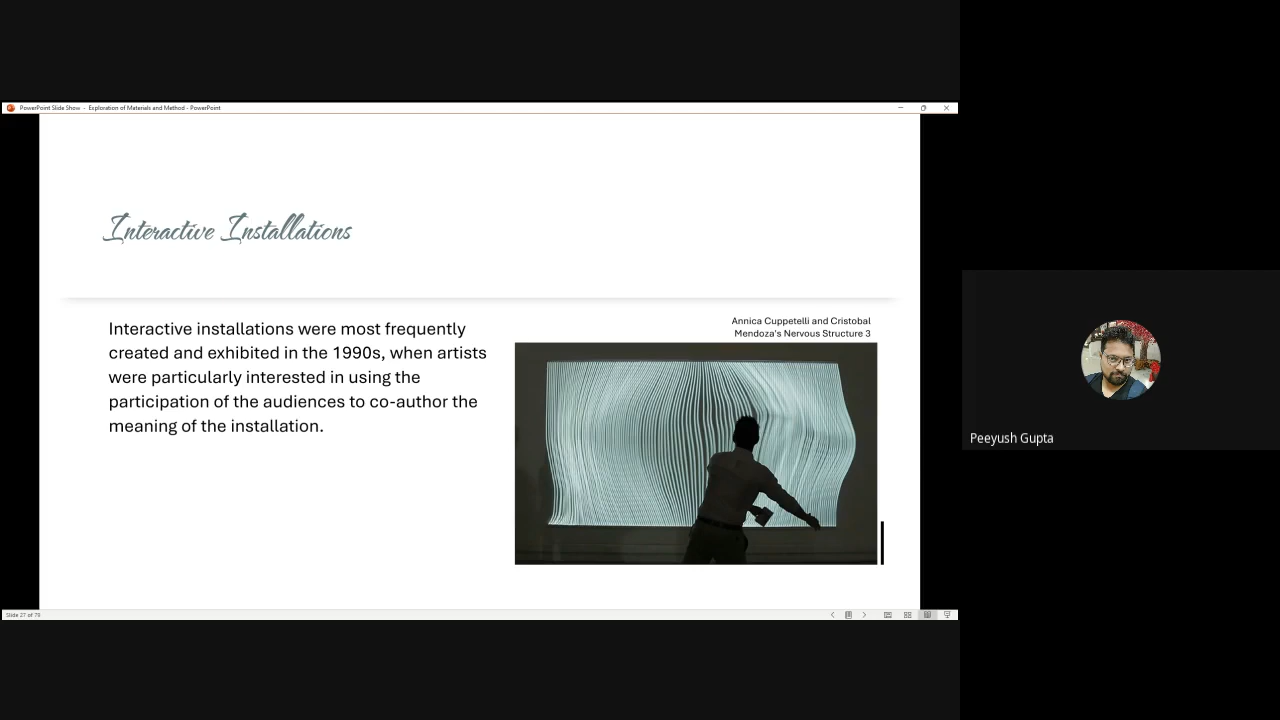 PowerPoint Slide Show - Exploration of Materials and Method - PowerPoint
Interactive Installations
Interactive installations were most frequently
created and exhibited in the 1990s, when artists
were particularly interested in using the
participation of the audiences to co-author the
meaning of the installation.
Annica Cuppetelli and Cristobal
Mendoza's Nervous Structure 3
Slide 27 of 79
Peeyush Gupta